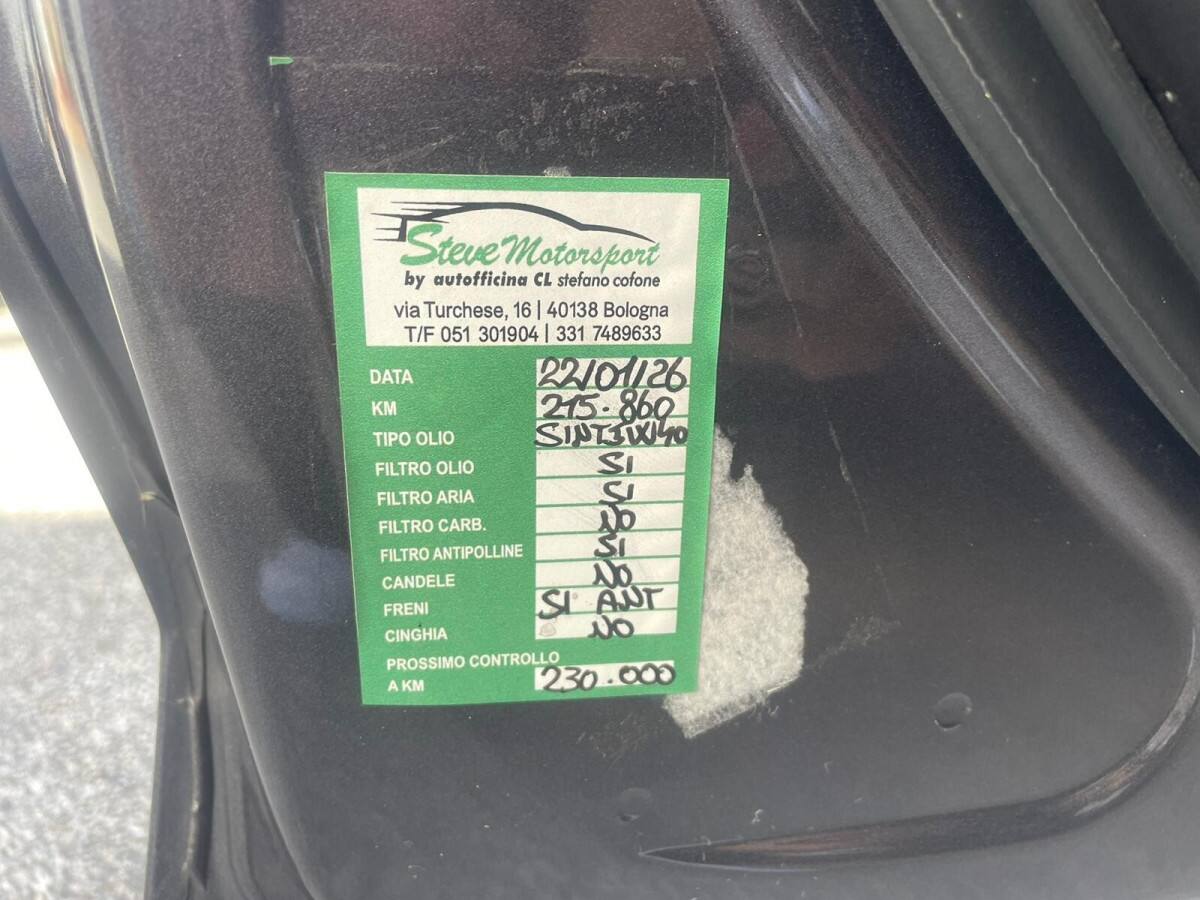 Steve Motorsport
by autofficina CL stefano cofone
via Turchese, 16 | 40138 Bologna
T/F 051 301904 | 331 7489633
DATA 22/01/26
KM 215.860
TIPO OLIO SINT 5W40
FILTRO OLIO SI
FILTRO ARIA SI
FILTRO CARB. NO
FILTRO ANTIPOLLINE SI
CANDELE NO
FRENI SI ANT
CINGHIA NO
PROSSIMO CONTROLLO
A KM 230.000